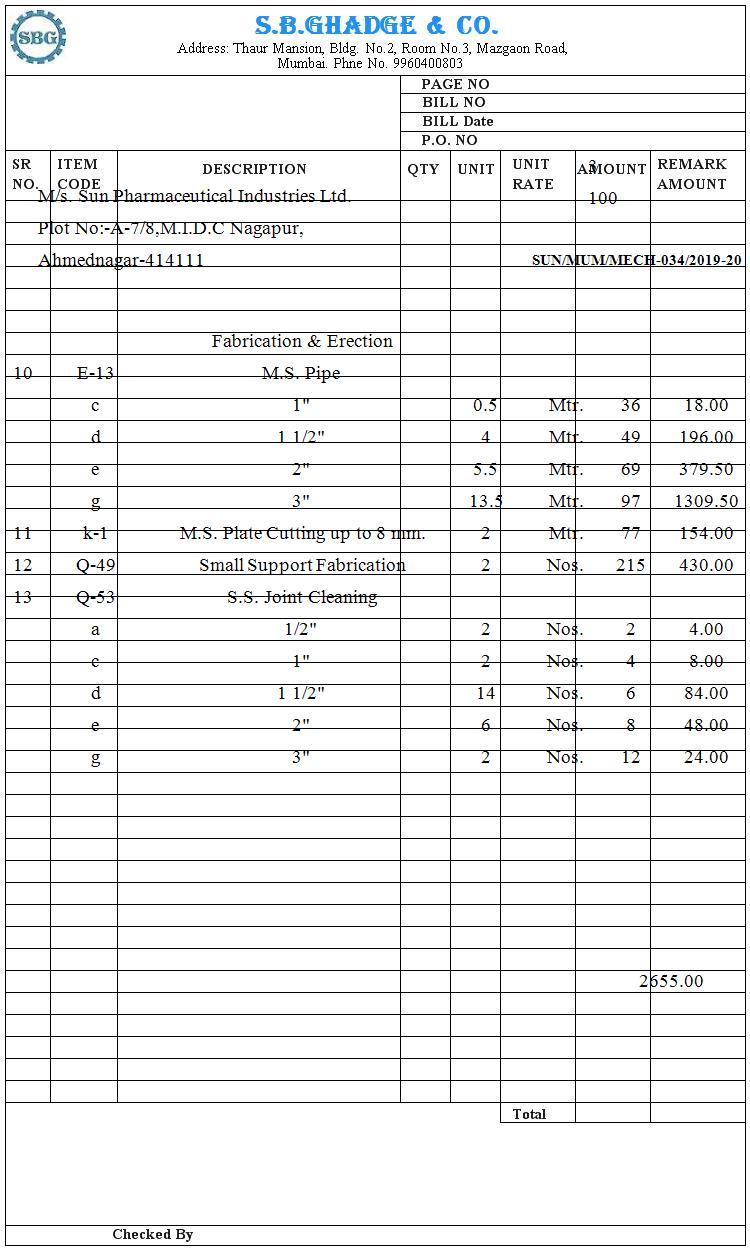 SBG
S.B.GHADGE & CO.
Address: Thaur Mansion, Bldg. No.2, Room No.3, Mazgaon Road,
Mumbai. Phne No. 9960400803
PAGE NO
BILL NO
BILL Date
P.O. NO
SR NO. ITEM CODE DESCRIPTION QTY UNIT UNIT RATE AMOUNT REMARK AMOUNT
3
M/s. Sun Pharmaceutical Industries Ltd. 100
Plot No:-A-7/8,M.I.D.C Nagapur,
Ahmednagar-414111 SUN/MUM/MECH-034/2019-20
Fabrication & Erection
10 E-13 M.S. Pipe
c 1" 0.5 Mtr. 36 18.00
d 1 1/2" 4 Mtr. 49 196.00
e 2" 5.5 Mtr. 69 379.50
g 3" 13.5 Mtr. 97 1309.50
11 k-1 M.S. Plate Cutting up to 8 mm. 2 Mtr. 77 154.00
12 Q-49 Small Support Fabrication 2 Nos. 215 430.00
13 Q-53 S.S. Joint Cleaning
a 1/2" 2 Nos. 2 4.00
c 1" 2 Nos. 4 8.00
d 1 1/2" 14 Nos. 6 84.00
e 2" 6 Nos. 8 48.00
g 3" 2 Nos. 12 24.00
2655.00
Total
Checked By